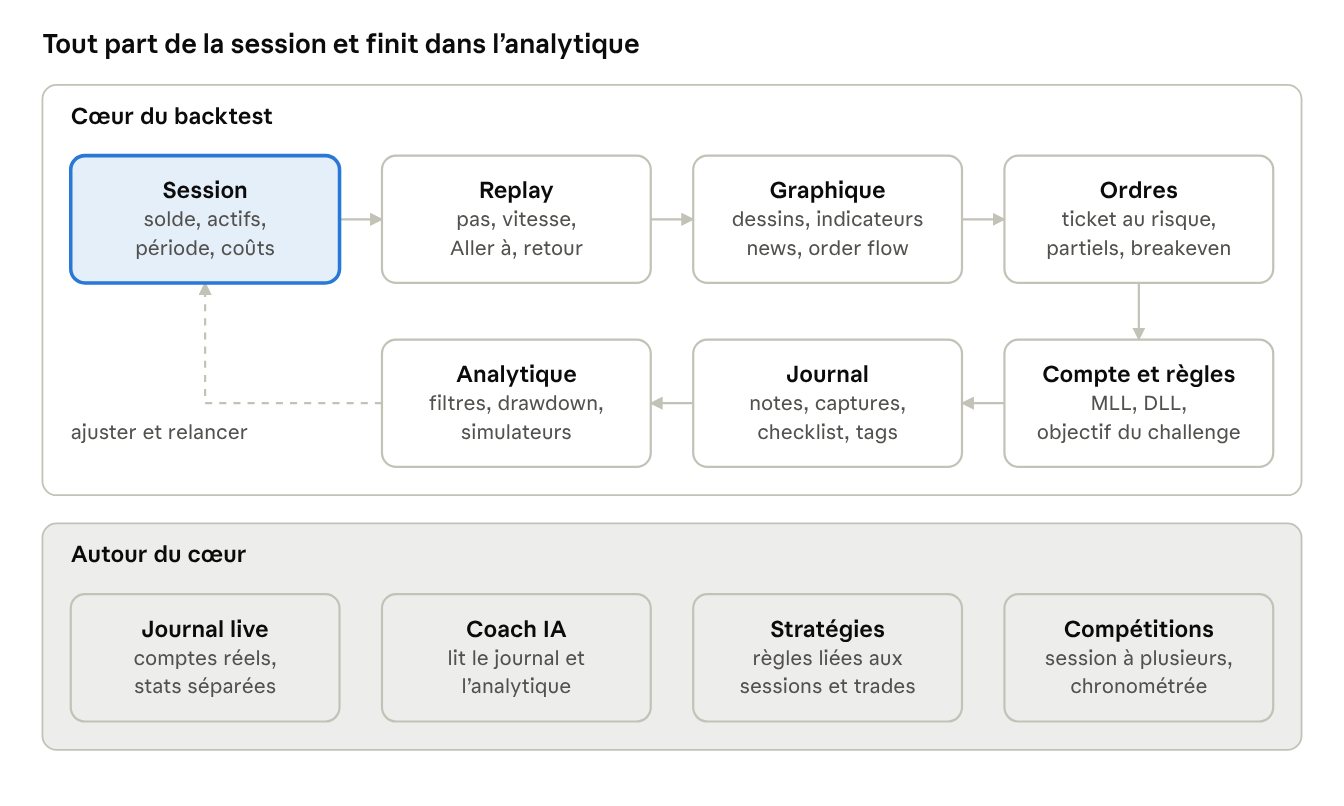 Tout part de la session et finit dans l’analytique
Cœur du backtest
Session
solde, actifs,
période, coûts
Replay
pas, vitesse,
Aller à, retour
Graphique
dessins, indicateurs
news, order flow
Ordres
ticket au risque,
partiels, breakeven
Compte et règles
MLL, DLL,
objectif du challenge
Journal
notes, captures,
checklist, tags
Analytique
filtres, drawdown,
simulateurs
ajuster et relancer
Autour du cœur
Journal live
comptes réels,
stats séparées
Coach IA
lit le journal et
l’analytique
Stratégies
règles liées aux
sessions et trades
Compétitions
session à plusieurs,
chronométrée